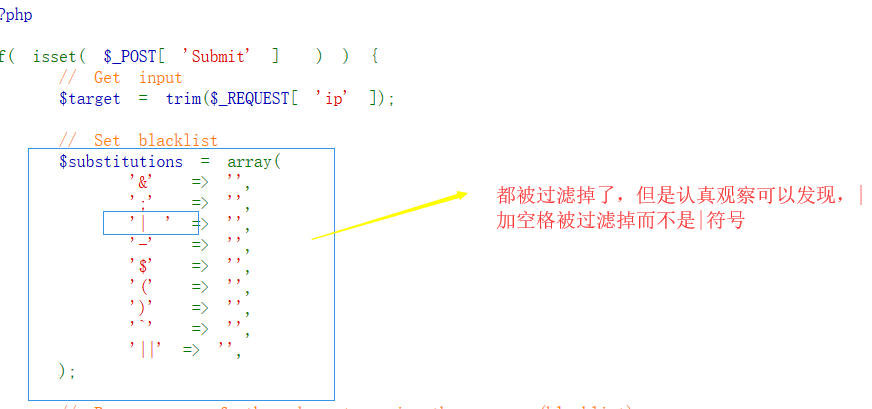 ?php
f( isset( $_POST[ 'Submit' ] ) ) {
// Get input
$target = trim($_REQUEST[ 'ip' ]);
// Set blacklist
$substitutions = array(
'&' => '',
';' => '',
'| ' => '',
'-' => '',
'$' => '',
'(' => '',
')' => '',
'`' => '',
'||' => '',
);
都被过滤掉了，但是认真观察可以发现，|
加空格被过滤掉而不是|符号